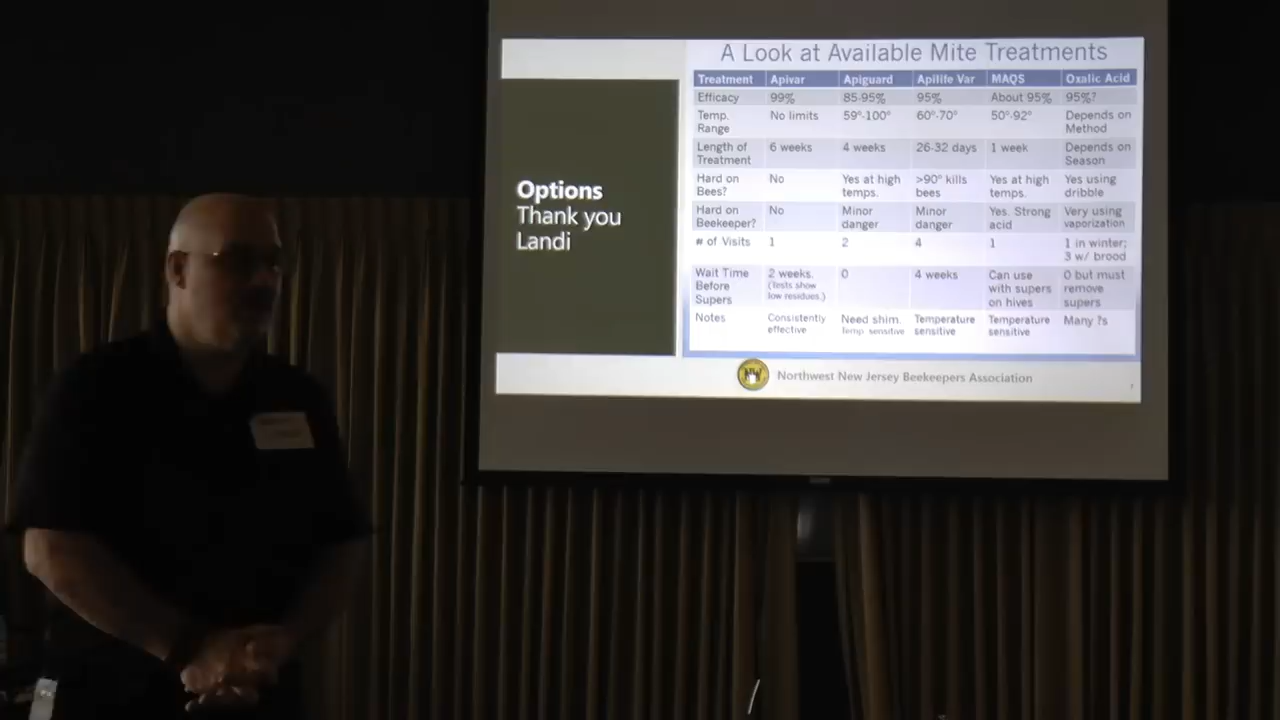 A Look at Available Mite Treatments
Options
Thank you
Landi
Treatment Apivar Apiguard Apilife Var MAQS Oxalic Acid
Efficacy 99% 85-95% 95% About 95% 95%?
Temp. Range No limits 59°-100° 60°-70° 50°-92° Depends on Method
Length of Treatment 6 weeks 4 weeks 26-32 days 1 week Depends on Season
Hard on Bees? No Yes at high temps. >90° kills bees Yes at high temps. Yes using dribble
Hard on Beekeeper? No Minor danger Minor danger Yes. Strong acid Very using vaporization
# of Visits 1 2 4 1 1 in winter; 3 w/ brood
Wait Time Before Supers 2 weeks. (Tests show low residues.) 0 4 weeks Can use with supers on hives 0 but must remove supers
Notes Consistently effective Need shim. Temp sensitive Temperature sensitive Temperature sensitive Many ?s
NW
Northwest New Jersey Beekeepers Association